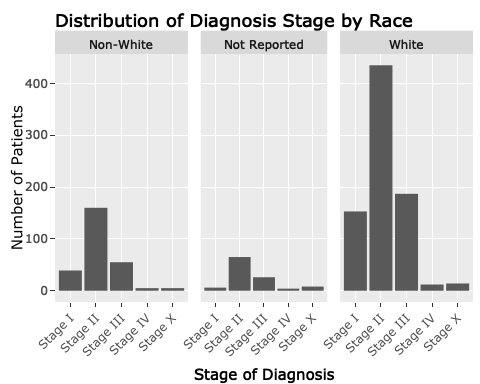 Distribution of Diagnosis Stage by Race
Non-White
Not Reported
White
Number of Patients
400
300
200
100
0
Stage I
Stage II
Stage III
Stage IV
Stage X
Stage I
Stage II
Stage III
Stage IV
Stage X
Stage I
Stage II
Stage III
Stage IV
Stage X
Stage of Diagnosis